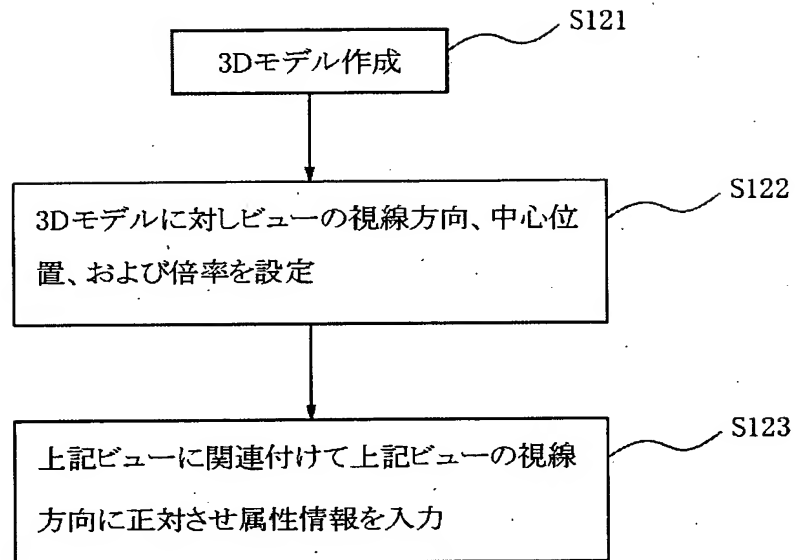 S121
3Dモデル作成
S122
3Dモデルに対しビューの視線方向、中心位
置、および倍率を設定
S123
上記ビューに関連付けて上記ビューの視線
方向に正対させ属性情報を入力